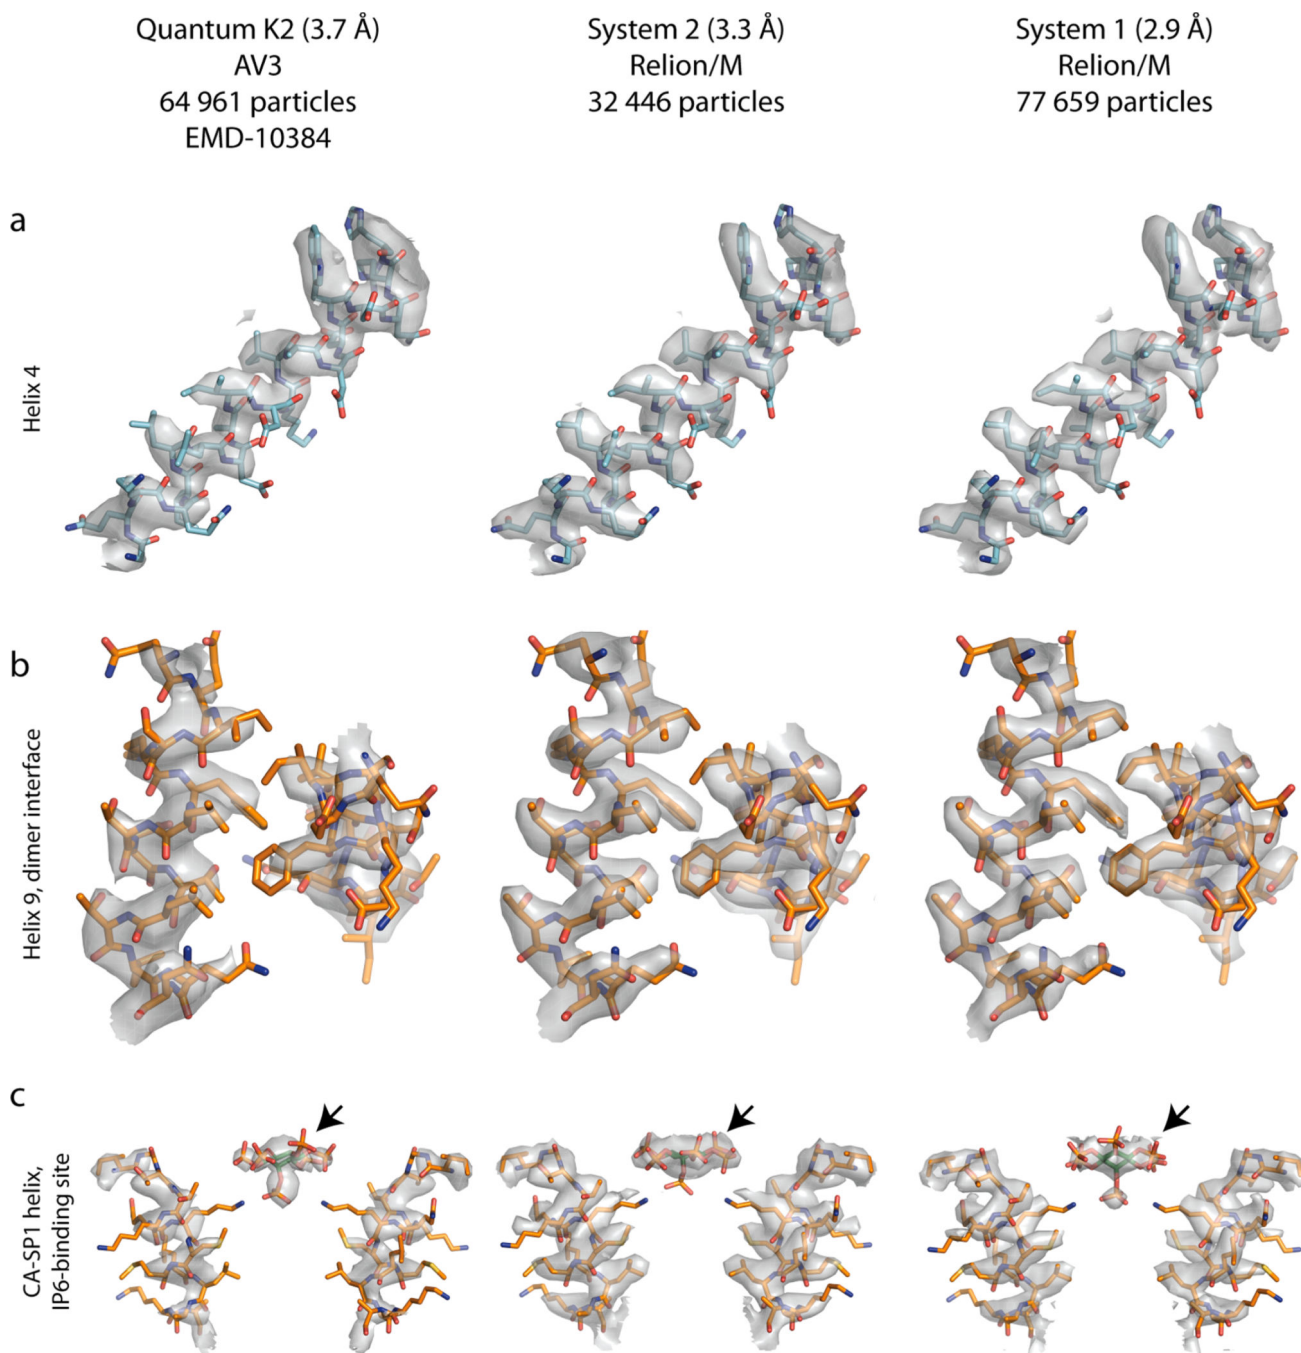 Quantum K2 (3.7 Å)
AV3
64 961 particles
EMD-10384
System 2 (3.3 Å)
Relion/M
32 446 particles
System 1 (2.9 Å)
Relion/M
77 659 particles
a
Helix 4
b
Helix 9, dimer interface
c
CA-SP1 helix,
IP6-binding site